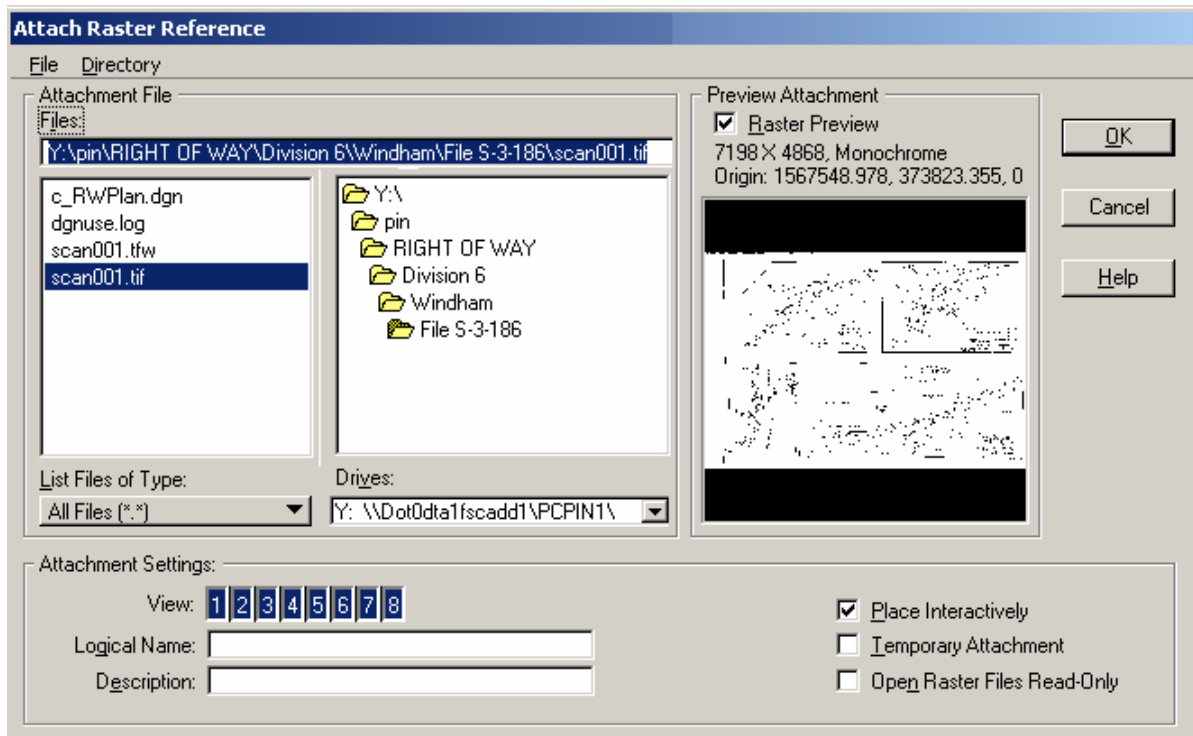 Attach Raster Reference
File Directory
Attachment File
Files:
Y:\pin\RIGHT OF WAY\Division 6\Windham\File S-3-186\scan001.tif
c_RWPlan.dgn
dgnuse.log
scan001.tfw
scan001.tif
Y:\
pin
RIGHT OF WAY
Division 6
Windham
File S-3-186
List Files of Type:
All Files (*.*)
Drives:
Y: \\Dot0dta1fscadd1\PCPIN1\
Preview Attachment
Raster Preview
7198 X 4868, Monochrome
Origin: 1567548.978, 373823.355, 0
OK
Cancel
Help
Attachment Settings:
View: 1 2 3 4 5 6 7 8
Logical Name:
Description:
Place Interactively
Temporary Attachment
Open Raster Files Read-Only